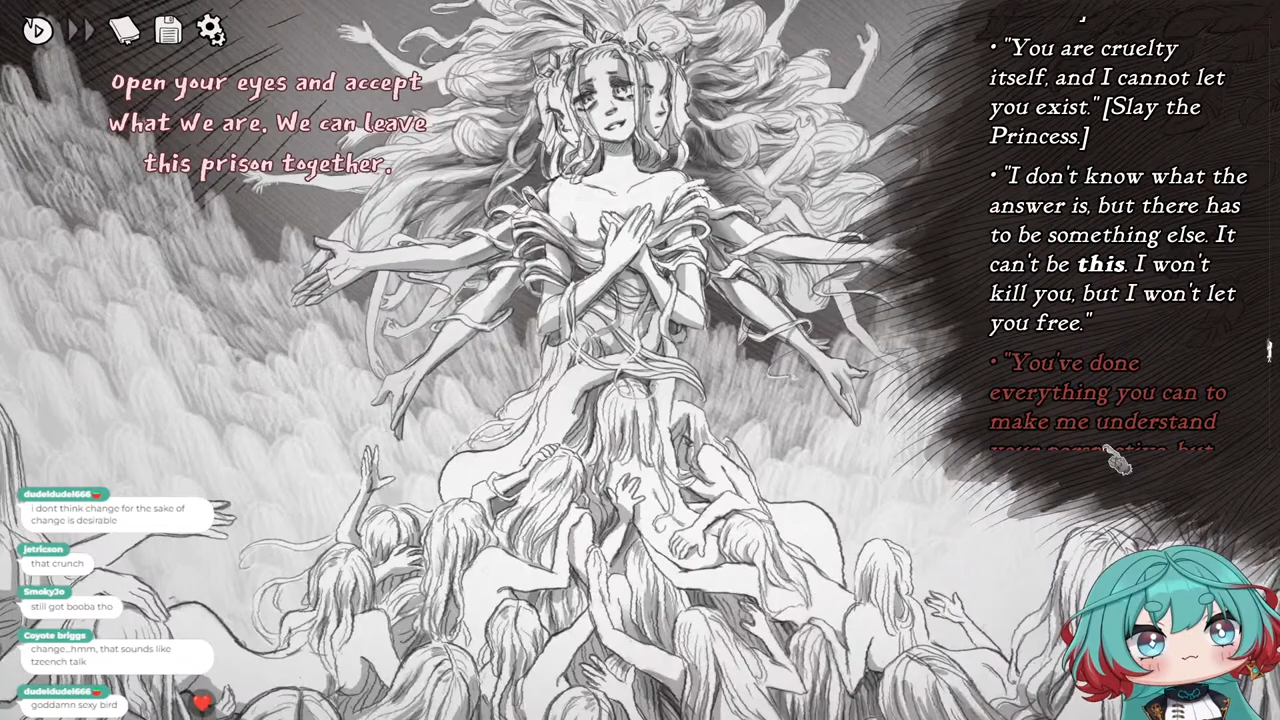 Open your eyes and accept
what we are. We can leave
this prison together.
• "You are cruelty
itself, and I cannot let
you exist." [Slay the
Princess.]
• "I don't know what the
answer is, but there has
to be something else. It
can't be this. I won't
kill you, but I won't let
you free."
• "You've done
everything you can to
make me understand
your perspective, but
dudeldudel666
i dont think change for the sake of
change is desirable
jetricson
that crunch
SmokyJo
still got booba tho
Coyote briggs
change...hmm, that sounds like
tzeench talk
dudeldudel666
goddamn sexy bird